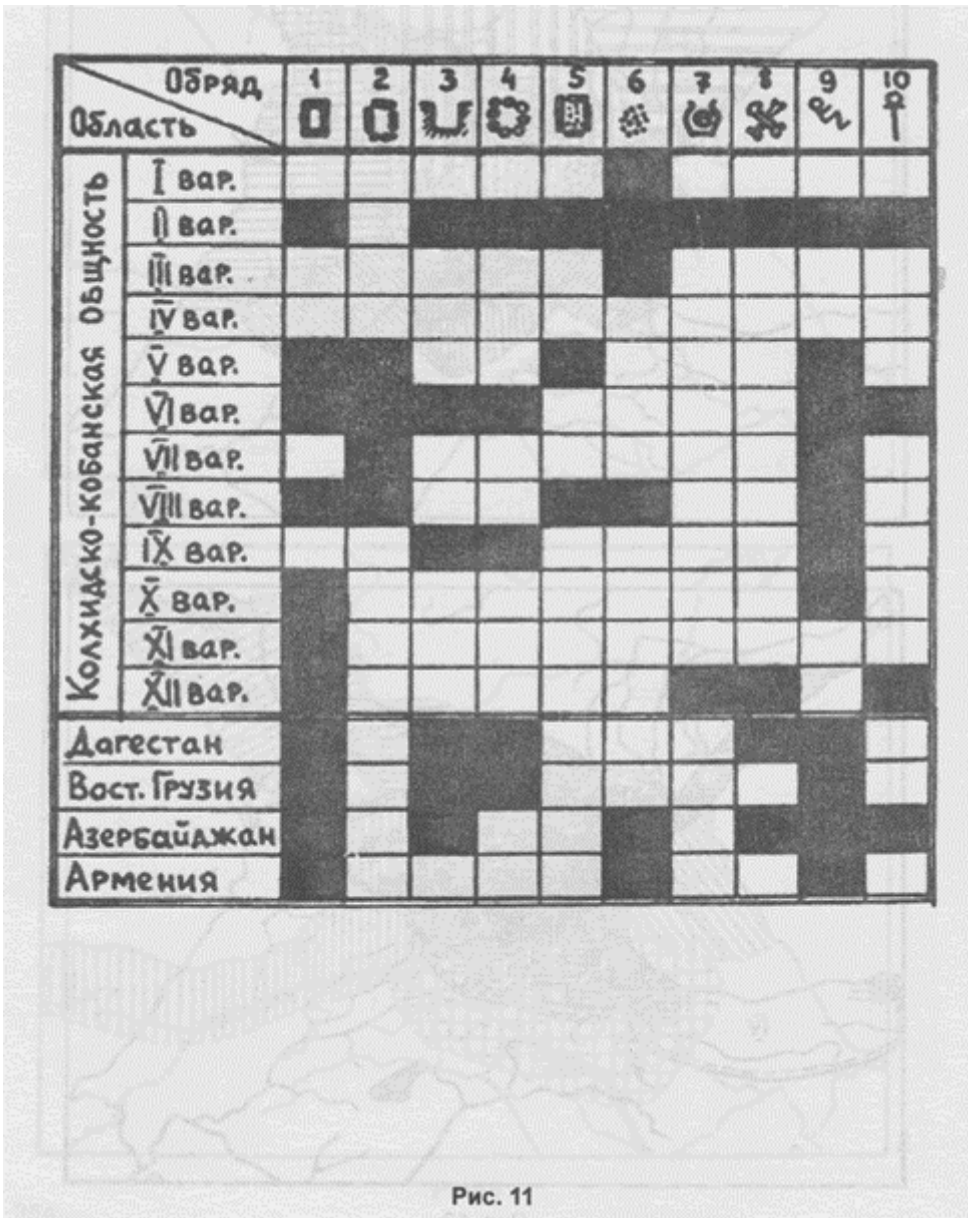 Обряд
Область
1 2 3 4 5 6 7 8 9 10
Колхидско-кобанская общность
I вар.
II вар.
III вар.
IV вар.
V вар.
VI вар.
VII вар.
VIII вар.
IX вар.
X вар.
XI вар.
XII вар.
Дагестан
Вост. Грузия
Азербайджан
Армения
Рис. 11